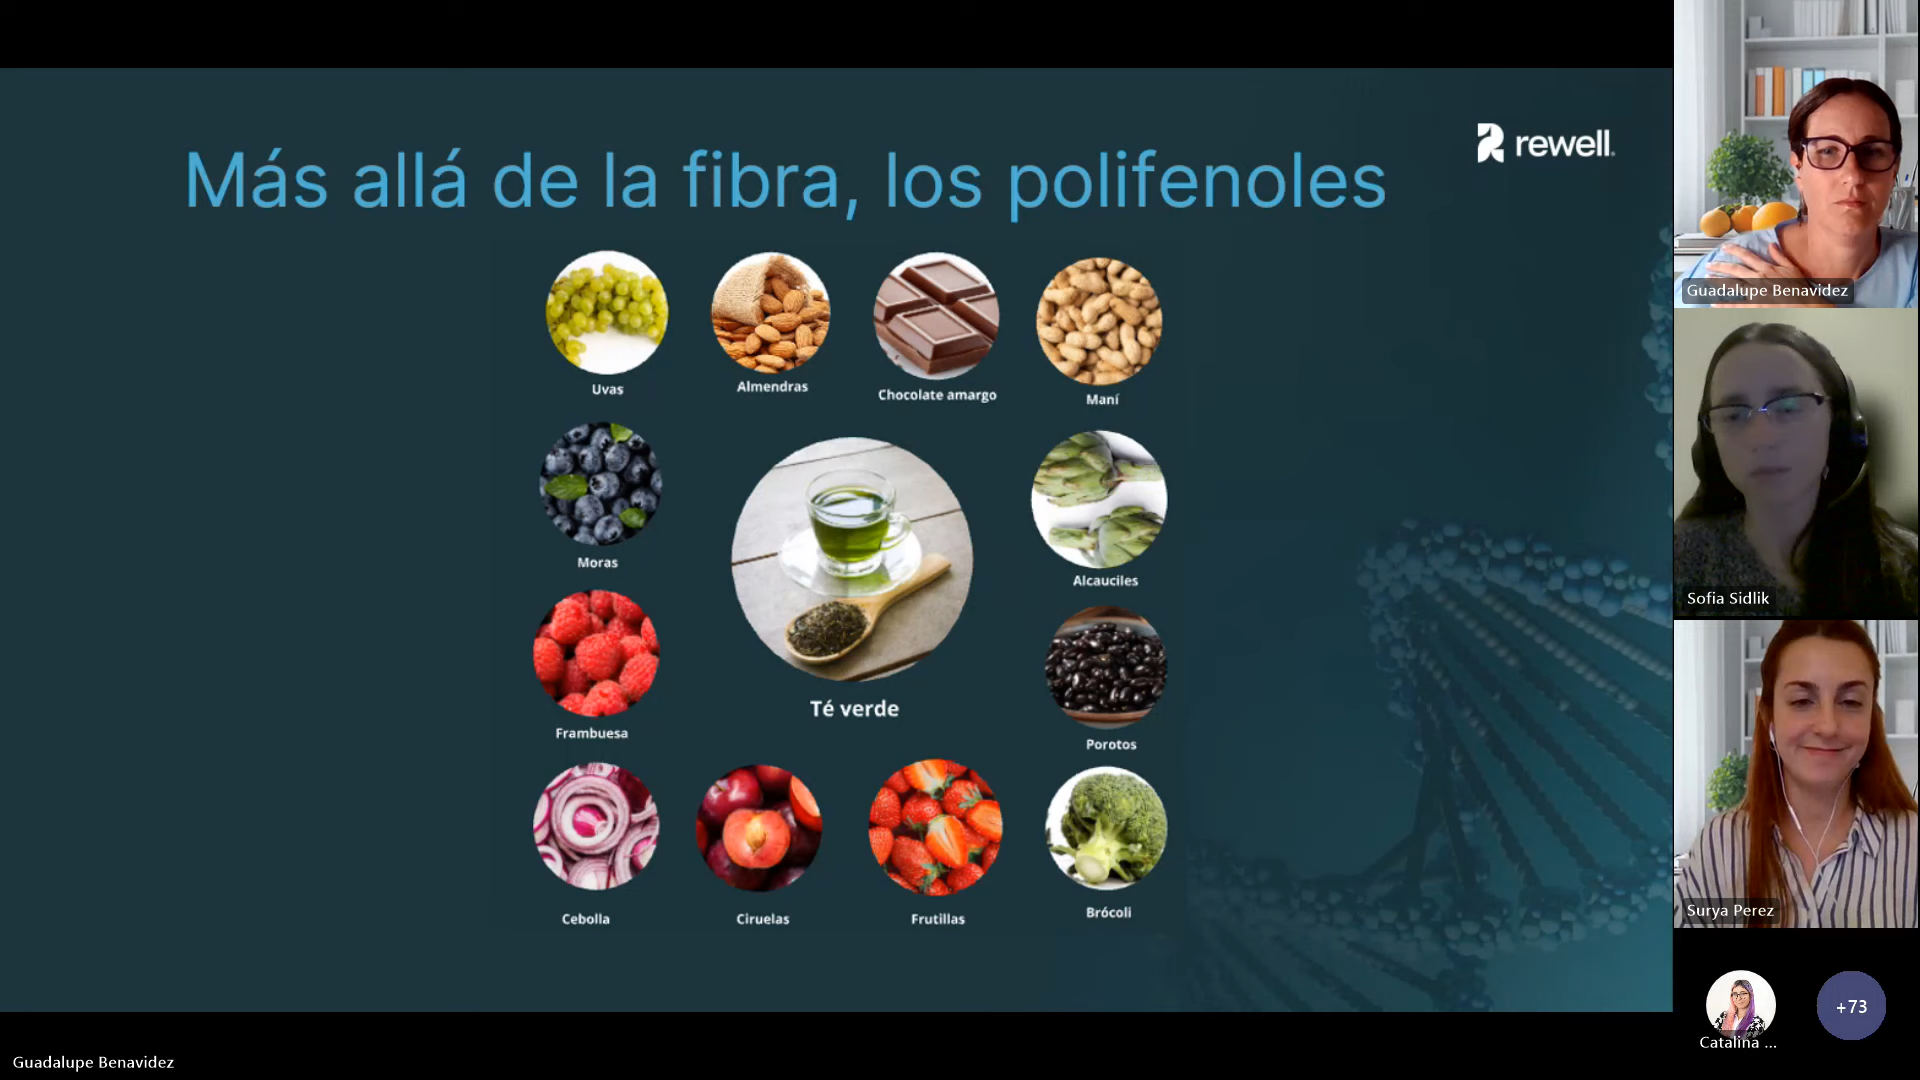 Más allá de la fibra, los polifenoles
rewell.
Uvas
Almendras
Chocolate amargo
Maní
Moras
Té verde
Alcauciles
Frambuesa
Porotos
Cebolla
Ciruelas
Frutillas
Brócoli
Guadalupe Benavidez
Sofia Sidlik
Surya Perez
Catalina ...
+73
Guadalupe Benavidez